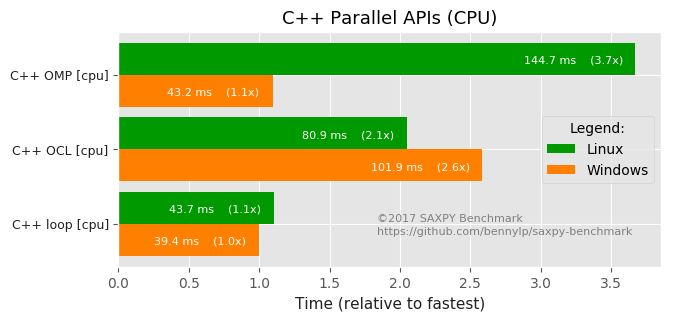 C++ Parallel APIs (CPU)
C++ OMP [cpu]
144.7 ms (3.7x)
43.2 ms (1.1x)
C++ OCL [cpu]
80.9 ms (2.1x)
101.9 ms (2.6x)
Legend:
Linux
Windows
C++ loop [cpu]
43.7 ms (1.1x)
39.4 ms (1.0x)
©2017 SAXPY Benchmark
https://github.com/bennylp/saxpy-benchmark
0.0 0.5 1.0 1.5 2.0 2.5 3.0 3.5
Time (relative to fastest)